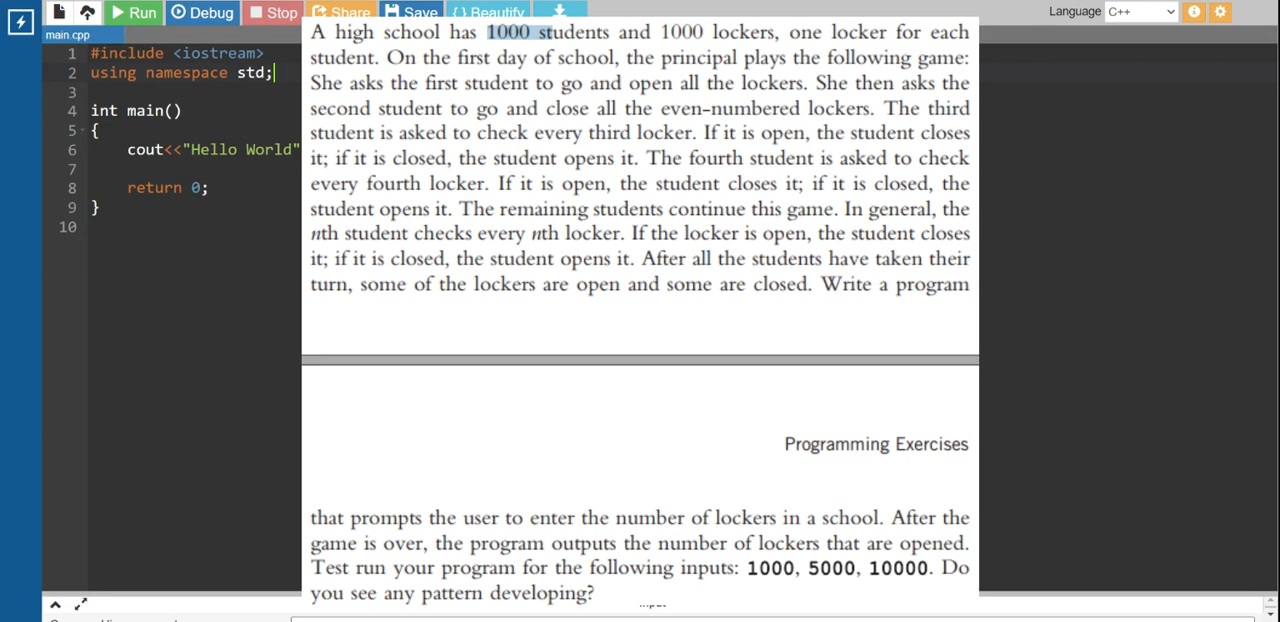 Run Debug Stop Share Save { } Beautify Language C++
main.cpp
1 #include <iostream>
2 using namespace std;
3
4 int main()
5 {
6 cout<<"Hello World"
7
8 return 0;
9 }
10
A high school has 1000 students and 1000 lockers, one locker for each
student. On the first day of school, the principal plays the following game:
She asks the first student to go and open all the lockers. She then asks the
second student to go and close all the even-numbered lockers. The third
student is asked to check every third locker. If it is open, the student closes
it; if it is closed, the student opens it. The fourth student is asked to check
every fourth locker. If it is open, the student closes it; if it is closed, the
student opens it. The remaining students continue this game. In general, the
nth student checks every nth locker. If the locker is open, the student closes
it; if it is closed, the student opens it. After all the students have taken their
turn, some of the lockers are open and some are closed. Write a program
Programming Exercises
that prompts the user to enter the number of lockers in a school. After the
game is over, the program outputs the number of lockers that are opened.
Test run your program for the following inputs: 1000, 5000, 10000. Do
you see any pattern developing?